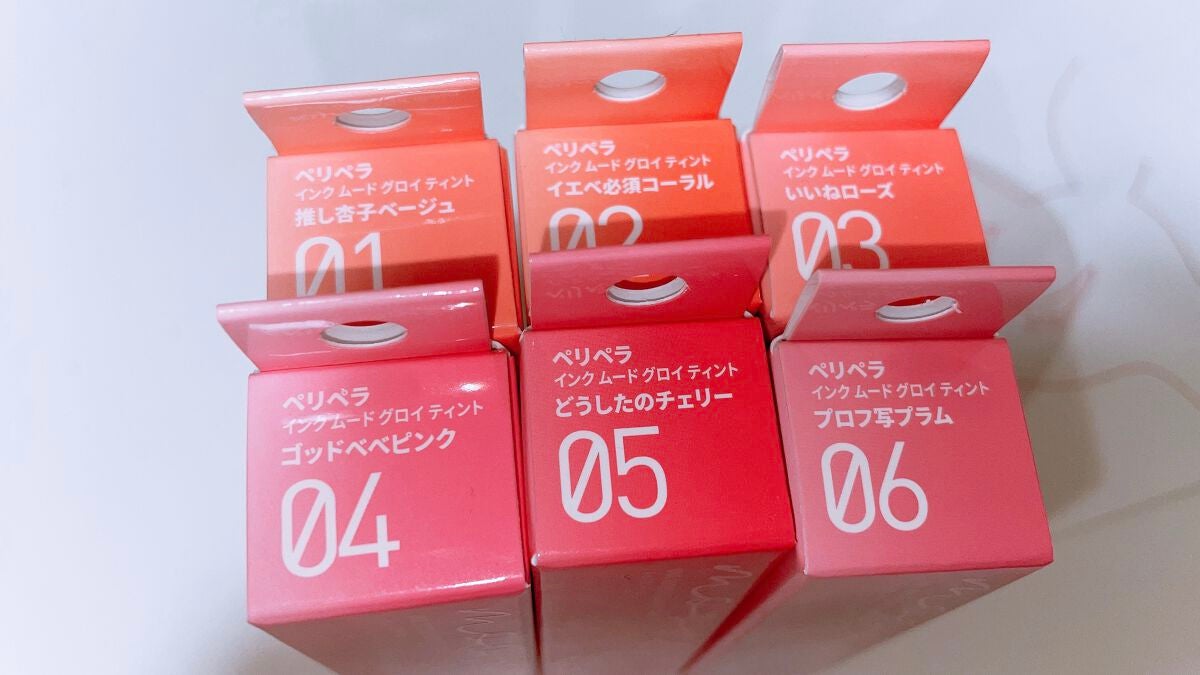 ペリペラ
インク ムード グロイ ティント
推し杏子ベージュ
01
ペリペラ
インク ムード グロイ ティント
イエベ必須コーラル
02
ペリペラ
インク ムード グロイ ティント
いいねローズ
03
ペリペラ
インク ムード グロイ ティント
ゴッドベベピンク
04
ペリペラ
インク ムード グロイ ティント
どうしたのチェリー
05
ペリペラ
インク ムード グロイ ティント
プロフ写プラム
06